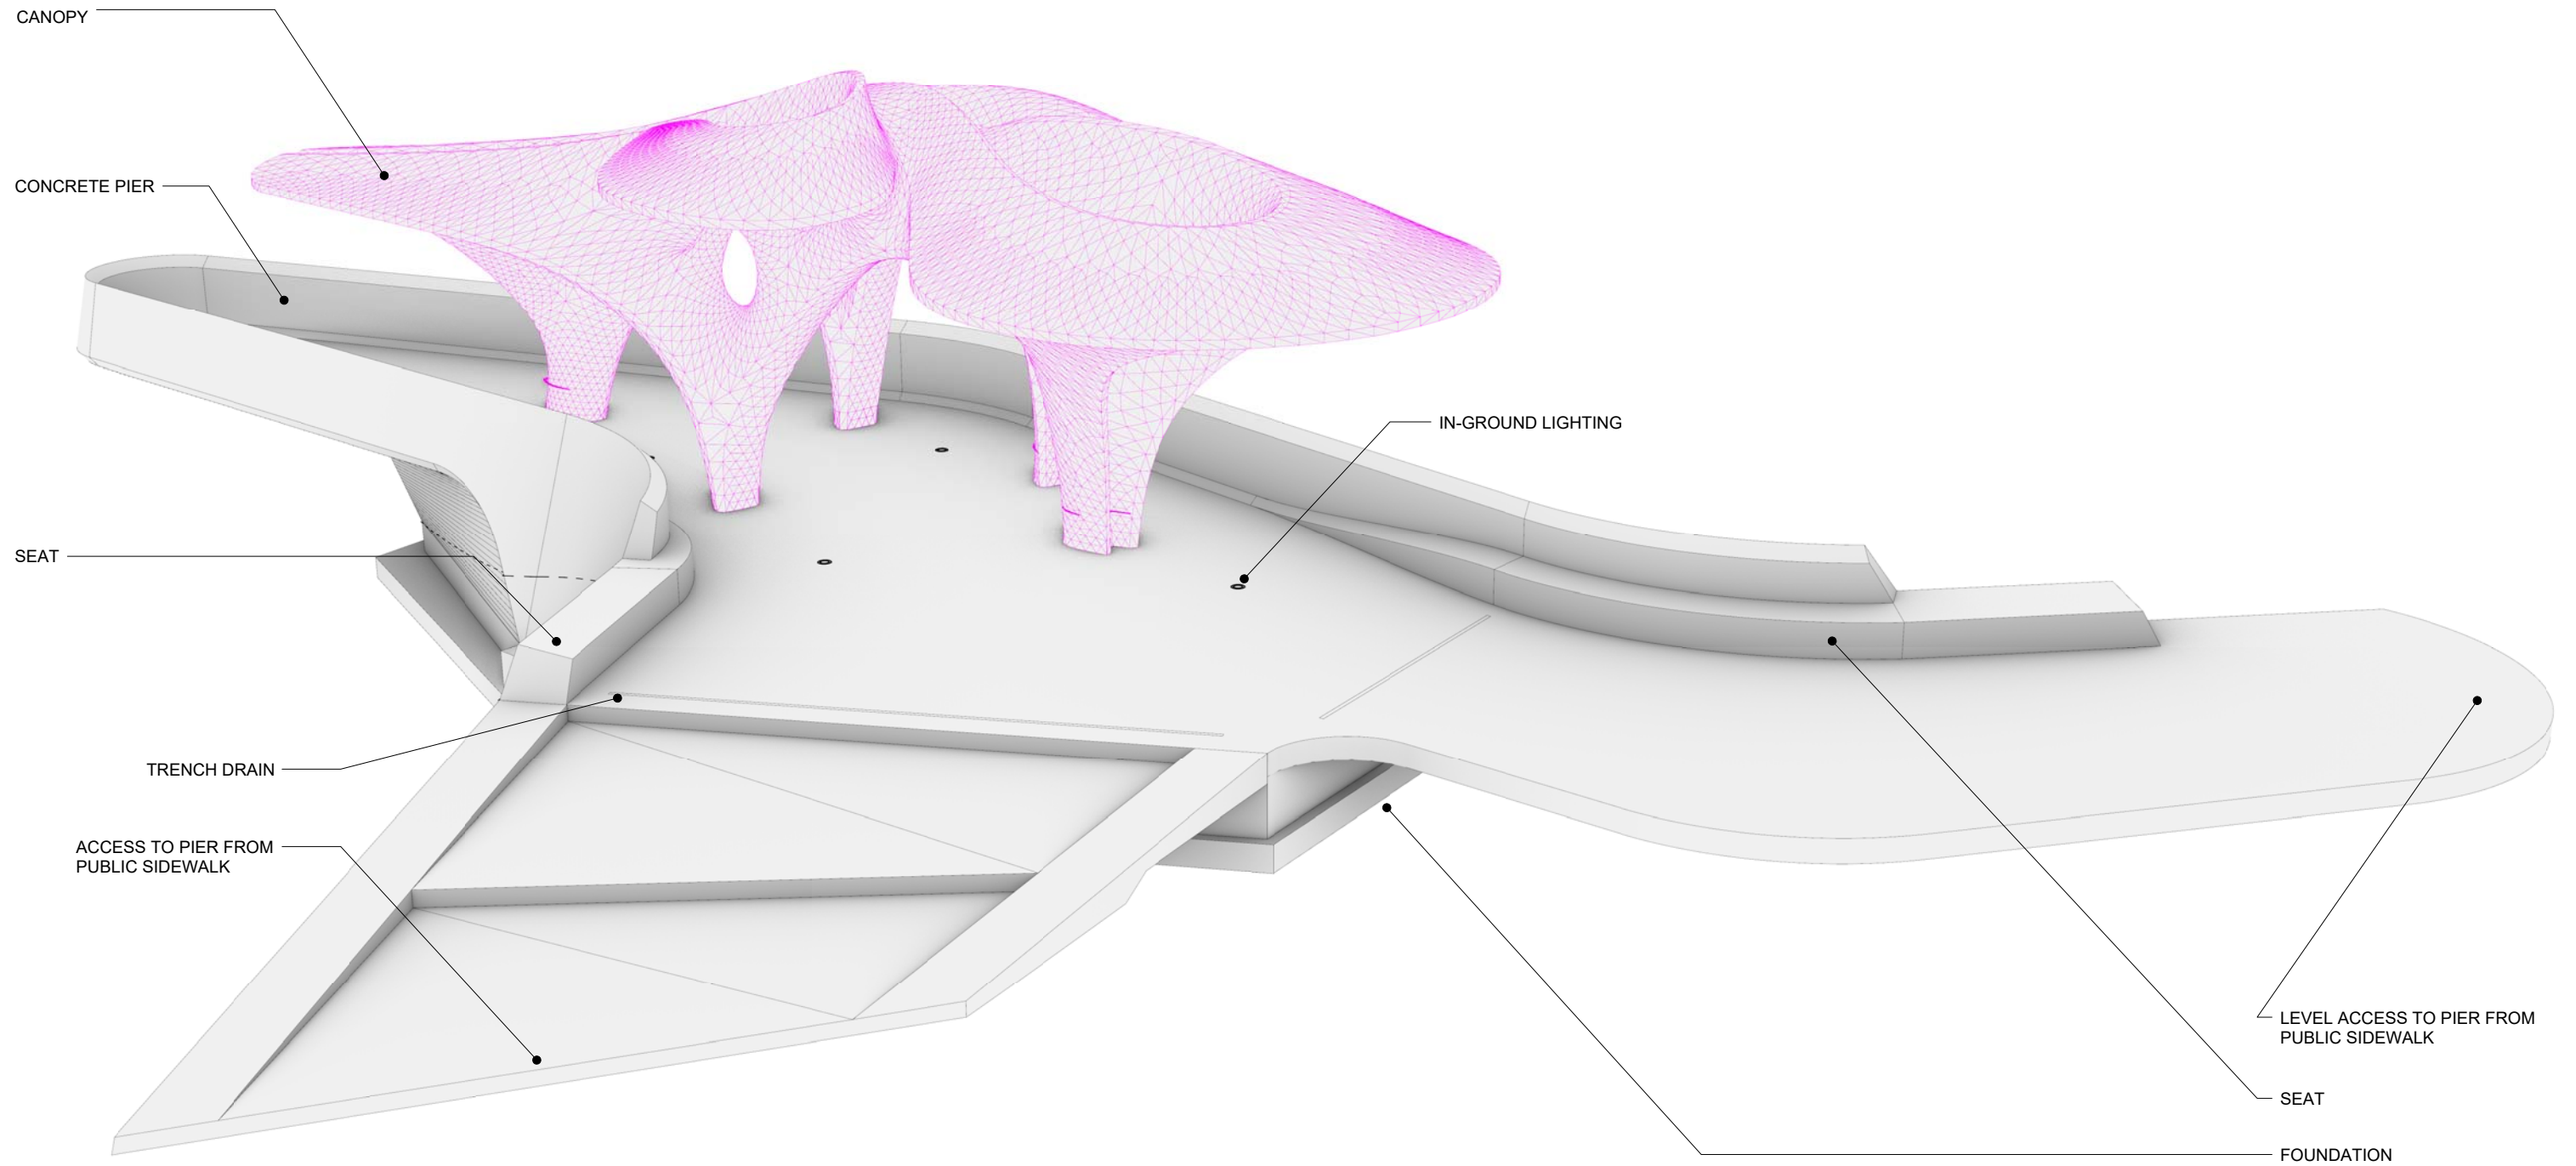 CANOPY
CONCRETE PIER
IN-GROUND LIGHTING
SEAT
TRENCH DRAIN
ACCESS TO PIER FROM
PUBLIC SIDEWALK
LEVEL ACCESS TO PIER FROM
PUBLIC SIDEWALK
SEAT
FOUNDATION